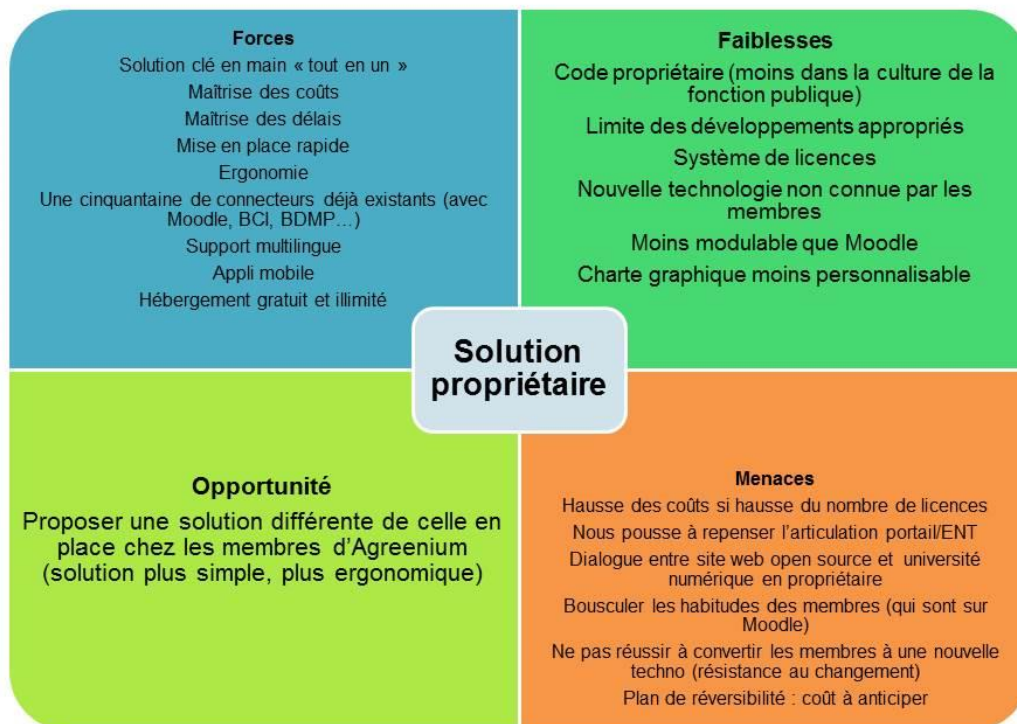 Forces
Solution clé en main « tout en un »
Maîtrise des coûts
Maîtrise des délais
Mise en place rapide
Ergonomie
Une cinquantaine de connecteurs déjà existants (avec
Moodle, BCI, BDMP…)
Support multilingue
Appli mobile
Hébergement gratuit et illimité
Faiblesses
Code propriétaire (moins dans la culture de la
fonction publique)
Limite des développements appropriés
Système de licences
Nouvelle technologie non connue par les
membres
Moins modulable que Moodle
Charte graphique moins personnalisable
Solution
propriétaire
Opportunité
Proposer une solution différente de celle en
place chez les membres d'Agreenium
(solution plus simple, plus ergonomique)
Menaces
Hausse des coûts si hausse du nombre de licences
Nous pousse à repenser l'articulation portail/ENT
Dialogue entre site web open source et université
numérique en propriétaire
Bousculer les habitudes des membres (qui sont sur
Moodle)
Ne pas réussir à convertir les membres à une nouvelle
techno (résistance au changement)
Plan de réversibilité : coût à anticiper